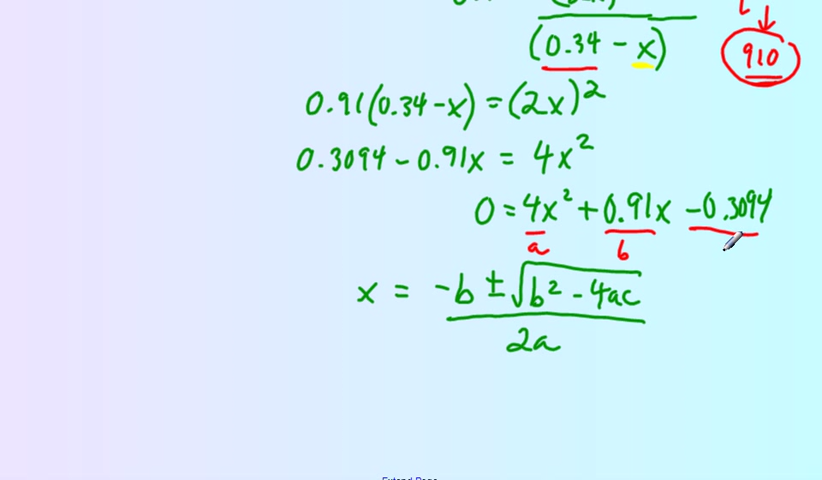 (0.34 - x)
910
0.91(0.34-x) = (2x)²
0.3094 - 0.91x = 4x²
0 = 4x² + 0.91x - 0.3094
a b
x = -b ± √b² - 4ac
2a